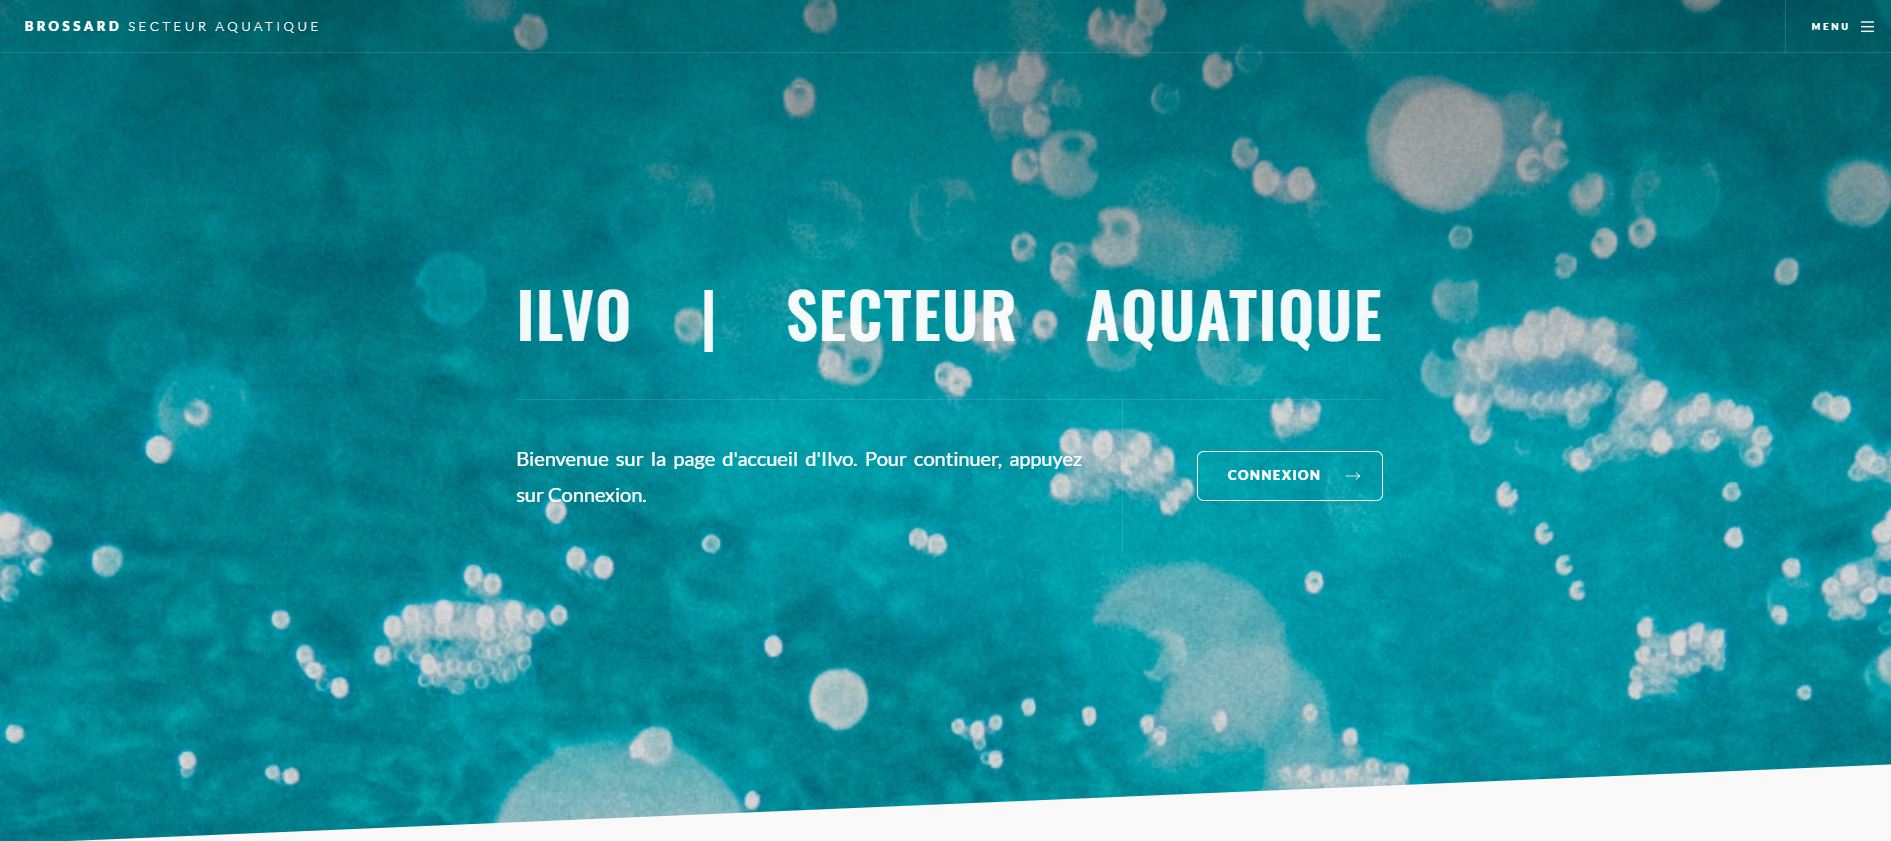 BROSSARD SECTEUR AQUATIQUE
MENU
ILVO | SECTEUR AQUATIQUE
Bienvenue sur la page d'accueil d'Ilvo. Pour continuer, appuyez
sur Connexion.
CONNEXION